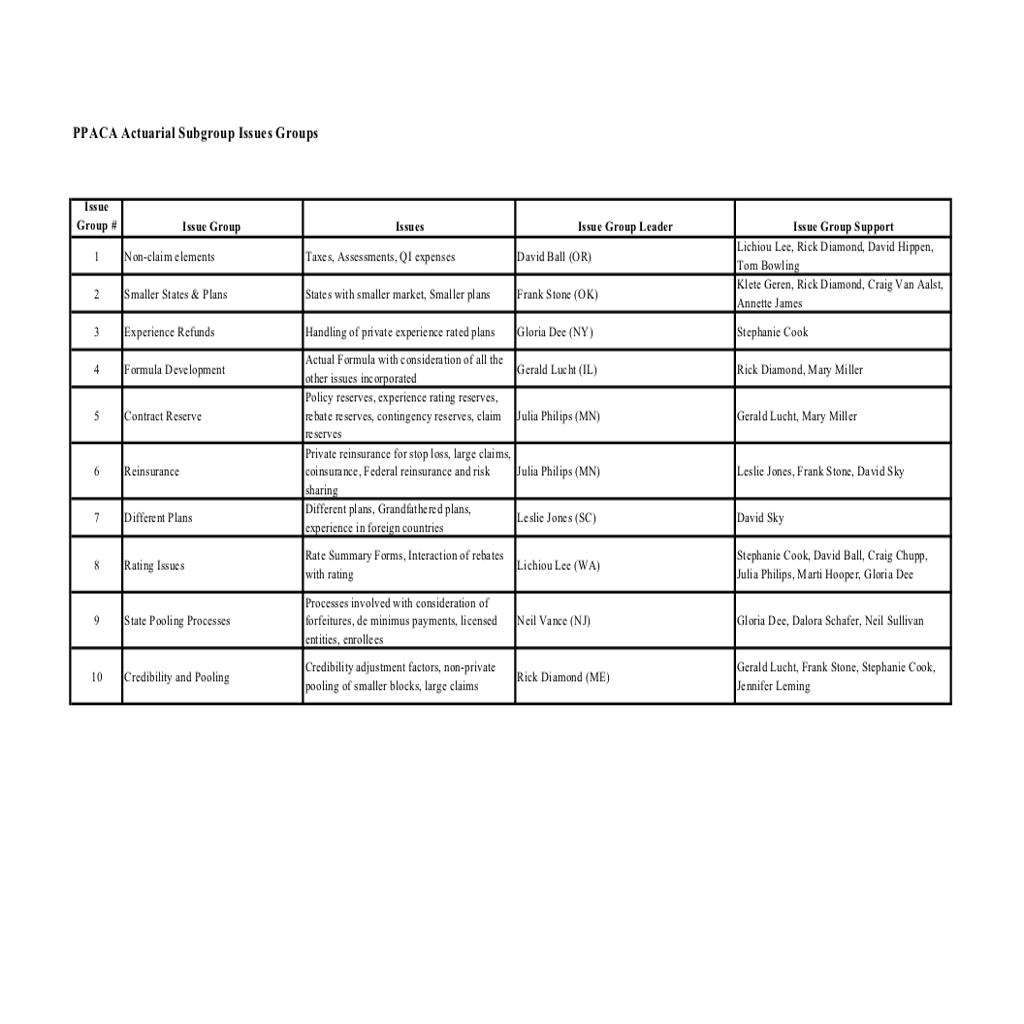 PPACA Actuarial Subgroup Issues Groups
Issue
Group #
Issue Group
Issues
Issue Group Leader
Issue Group Support
1
Non-claim elements
Taxes, Assessments, QI expenses
David Ball (OR)
Lichiou Lee, Rick Diamond, David Hippen,
Tom Bowling
2
Smaller States & Plans
States with smaller market, Smaller plans
Frank Stone (OK)
Klete Geren, Rick Diamond, Craig Van Aalst,
Annette James
3
Experience Refunds
Handling of private experience rated plans
Gloria Dee (NY)
Stephanie Cook
4
Formula Development
Actual Formula with consideration of all the
other issues incorporated
Gerald Lucht (IL)
Rick Diamond, Mary Miller
5
Contract Reserve
Policy reserves, experience rating reserves,
rebate reserves, contingency reserves, claim
reserves
Julia Philips (MN)
Gerald Lucht, Mary Miller
6
Reinsurance
Private reinsurance for stop loss, large claims,
coinsurance, Federal reinsurance and risk
sharing
Julia Philips (MN)
Leslie Jones, Frank Stone, David Sky
7
Different Plans
Different plans, Grandfathered plans,
experience in foreign countries
Leslie Jones (SC)
David Sky
8
Rating Issues
Rate Summary Forms, Interaction of rebates
with rating
Lichiou Lee (WA)
Stephanie Cook, David Ball, Craig Chupp,
Julia Philips, Marti Hooper, Gloria Dee
9
State Pooling Processes
Processes involved with consideration of
forfeitures, de minimus payments, licensed
entities, enrollees
Neil Vance (NJ)
Gloria Dee, Dalora Schafer, Neil Sullivan
10
Credibility and Pooling
Credibility adjustment factors, non-private
pooling of smaller blocks, large claims
Rick Diamond (ME)
Gerald Lucht, Frank Stone, Stephanie Cook,
Jennifer Leming